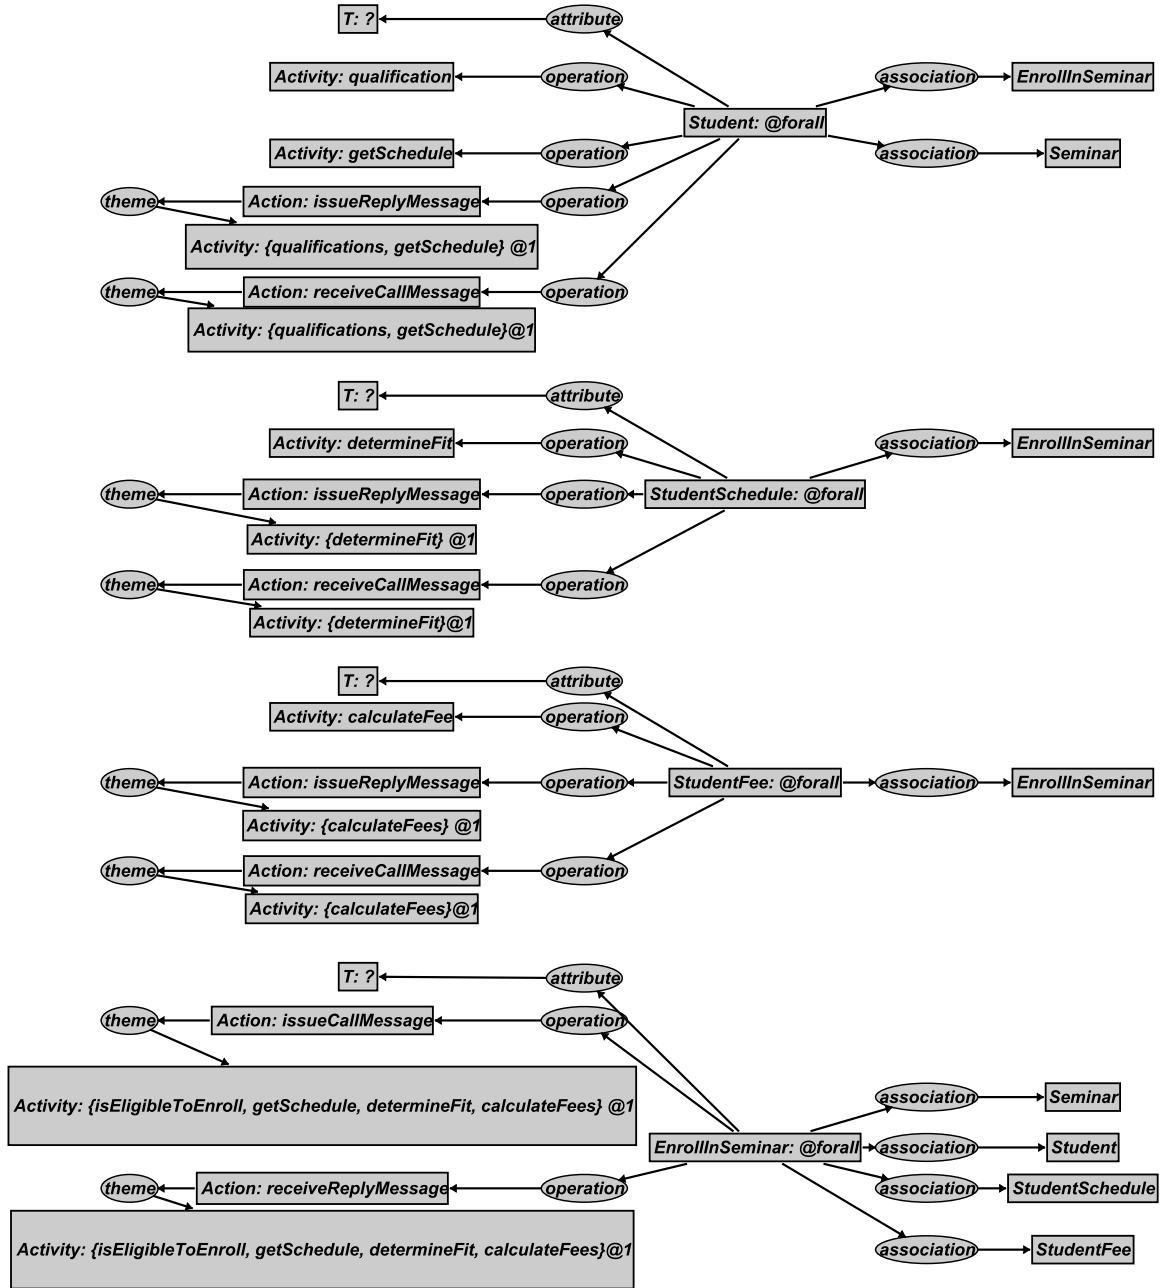 T: ?
attribute
Activity: qualification
operation
association
EnrollInSeminar
Student: @forall
Activity: getSchedule
operation
association
Seminar
theme
Action: issueReplyMessage
operation
Activity: {qualifications, getSchedule} @1
theme
Action: receiveCallMessage
operation
Activity: {qualifications, getSchedule}@1
T: ?
attribute
Activity: determineFit
operation
association
EnrollInSeminar
theme
Action: issueReplyMessage
operation
StudentSchedule: @forall
Activity: {determineFit} @1
theme
Action: receiveCallMessage
operation
Activity: {determineFit}@1
T: ?
attribute
Activity: calculateFee
operation
theme
Action: issueReplyMessage
operation
StudentFee: @forall
association
EnrollInSeminar
Activity: {calculateFees} @1
theme
Action: receiveCallMessage
operation
Activity: {calculateFees}@1
T: ?
attribute
theme
Action: issueCallMessage
operation
Activity: {isEligibleToEnroll, getSchedule, determineFit, calculateFees} @1
association
Seminar
EnrollInSeminar: @forall
association
Student
theme
Action: receiveReplyMessage
operation
association
StudentSchedule
Activity: {isEligibleToEnroll, getSchedule, determineFit, calculateFees}@1
association
StudentFee